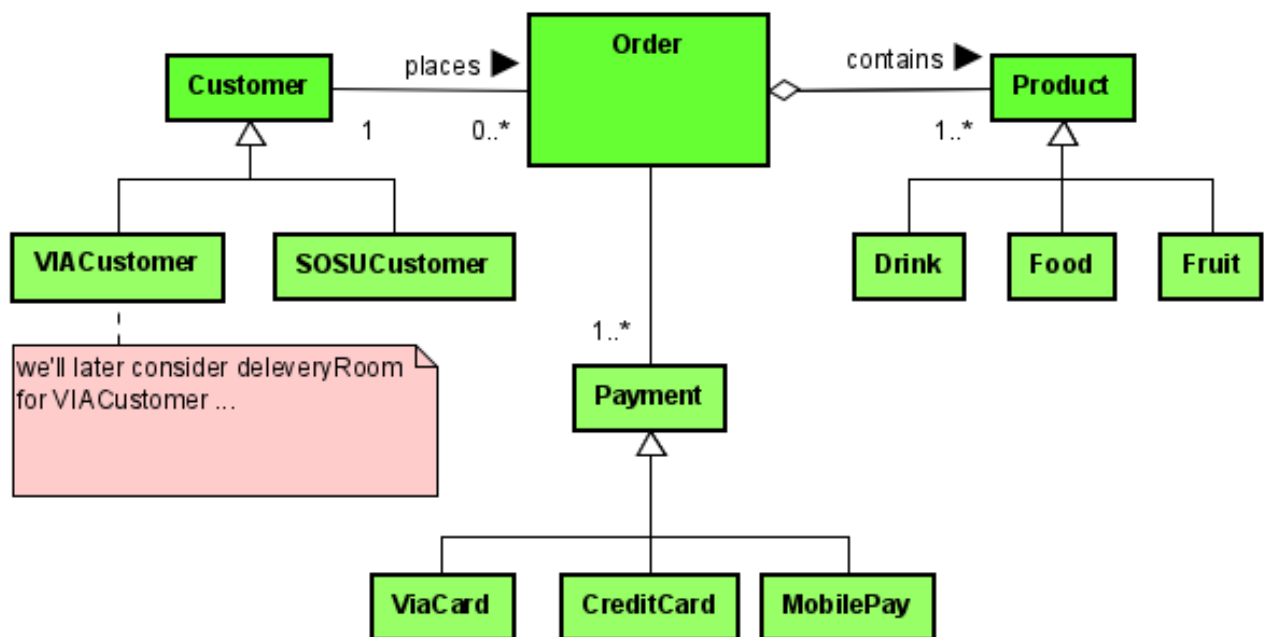 Order
places
contains
Customer
Product
1
0..*
1..*
VIACustomer
SOSUCustomer
Drink
Food
Fruit
1..*
we'll later consider deleveryRoom
for VIACustomer ...
Payment
ViaCard
CreditCard
MobilePay